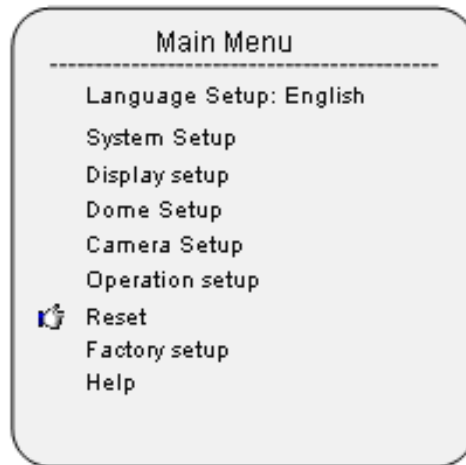 Main Menu
Language Setup: English
System Setup
Display setup
Dome Setup
Camera Setup
Operation setup
Reset
Factory setup
Help